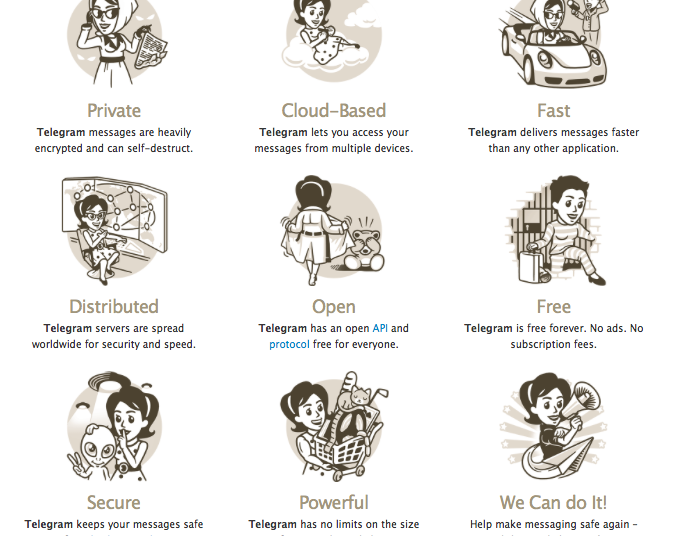 Private
Telegram messages are heavily
encrypted and can self-destruct.
Cloud-Based
Telegram lets you access your
messages from multiple devices.
Fast
Telegram delivers messages faster
than any other application.
Distributed
Telegram servers are spread
worldwide for security and speed.
Open
Telegram has an open API and
protocol free for everyone.
Free
Telegram is free forever. No ads. No
subscription fees.
Secure
Telegram keeps your messages safe
Powerful
Telegram has no limits on the size
We Can do It!
Help make messaging safe again –